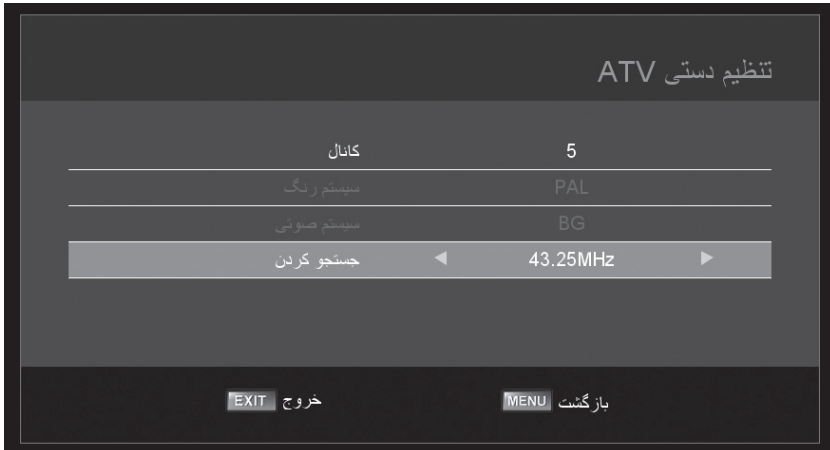 تنظیم دستی ATV
کانال 5
سیستم رنگ PAL
سیستم صوتی BG
جستجو کردن 43.25MHz
بازگشت MENU خروج EXIT